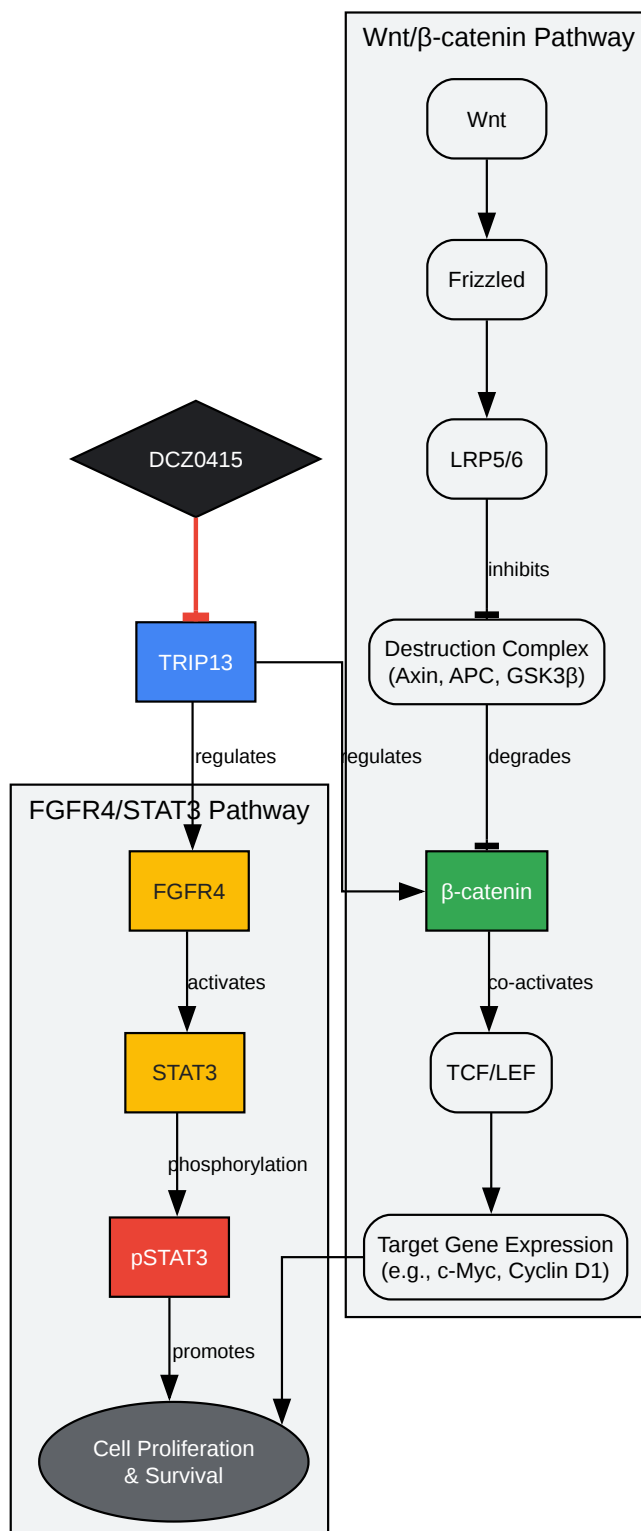 Wnt/β-catenin Pathway
Wnt
Frizzled
LRP5/6
DCZ0415
inhibits
TRIP13
Destruction Complex
(Axin, APC, GSK3β)
regulates
regulates
degrades
FGFR4/STAT3 Pathway
FGFR4
β-catenin
activates
co-activates
STAT3
TCF/LEF
phosphorylation
pSTAT3
Target Gene Expression
(e.g., c-Myc, Cyclin D1)
promotes
Cell Proliferation
& Survival